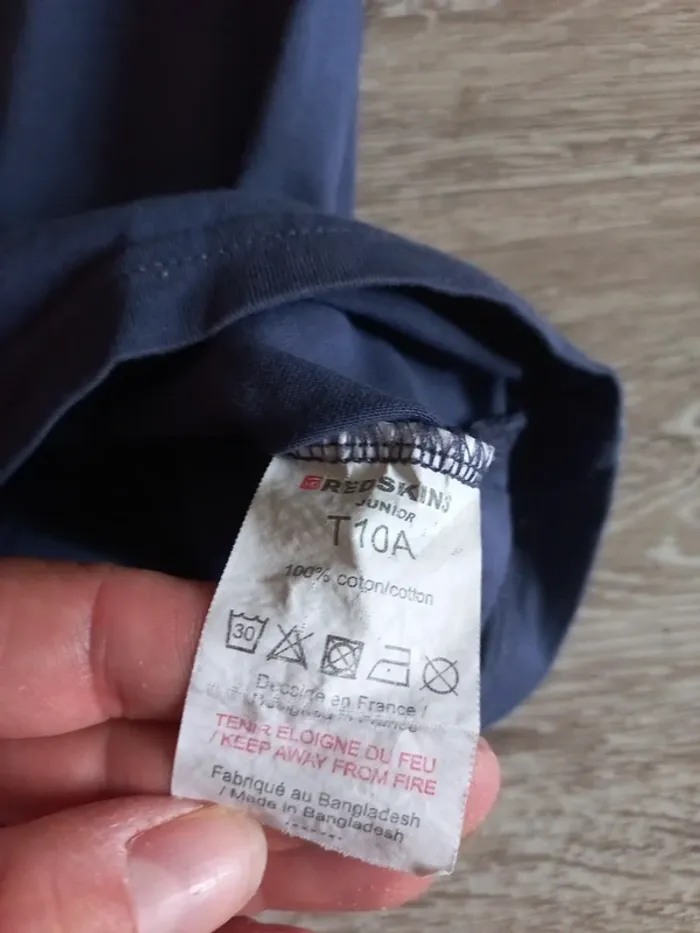 REDSKINS
JUNIOR
T10A
100% coton/cotton
30
en France /
TENIR ELOIGNE DU FEU
/ KEEP AWAY FROM FIRE
Fabriqué au Bangladesh
/ Made in Bangladesh